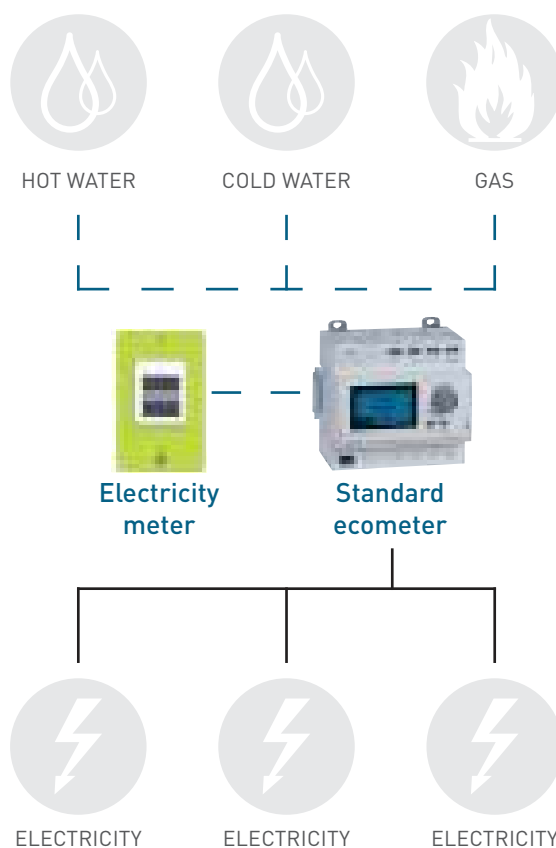 HOT WATER
COLD WATER
GAS
Electricity
meter
Standard
ecometer
ELECTRICITY
ELECTRICITY
ELECTRICITY